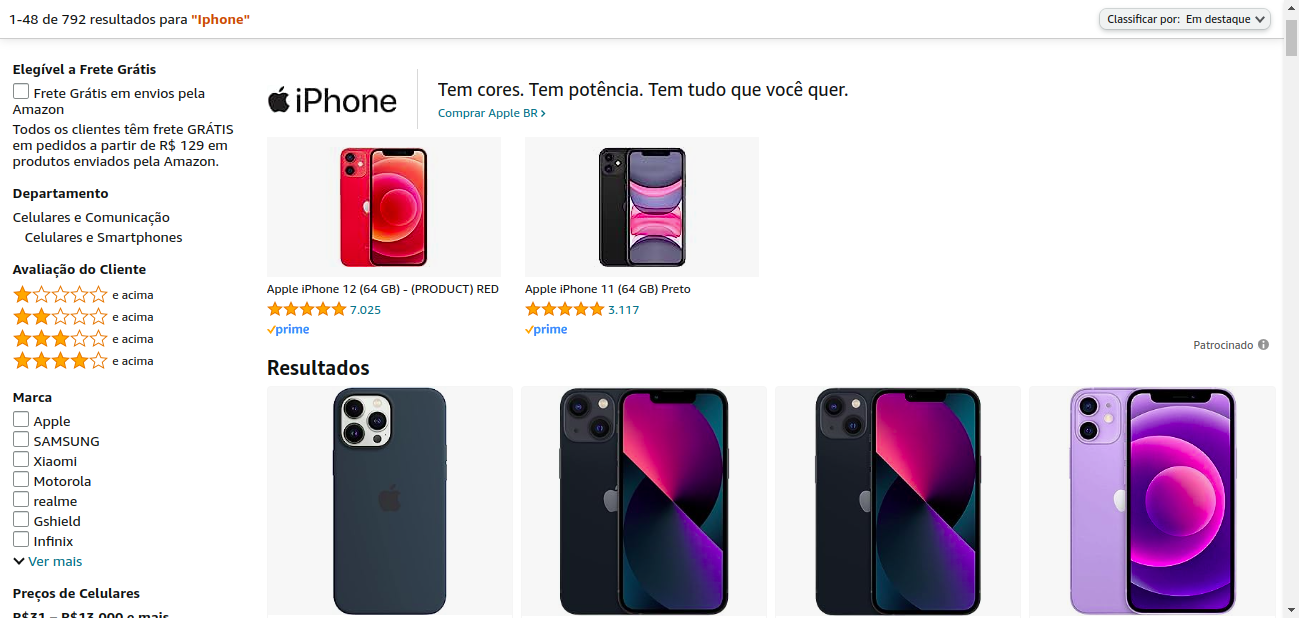 1-48 de 792 resultados para "Iphone"
Classificar por: Em destaque
Elegível a Frete Grátis
Frete Grátis em envios pela
Amazon
Todos os clientes têm frete GRÁTIS
em pedidos a partir de R$ 129 em
produtos enviados pela Amazon.
Departamento
Celulares e Comunicação
Celulares e Smartphones
Avaliação do Cliente
e acima
e acima
e acima
e acima
Marca
Apple
SAMSUNG
Xiaomi
Motorola
realme
Gshield
Infinix
Ver mais
Preços de Celulares
R$31 – R$13.000 e mais
iPhone
Tem cores. Tem potência. Tem tudo que você quer.
Comprar Apple BR ›
Apple iPhone 12 (64 GB) - (PRODUCT) RED
7.025
prime
Apple iPhone 11 (64 GB) Preto
3.117
prime
Patrocinado
Resultados